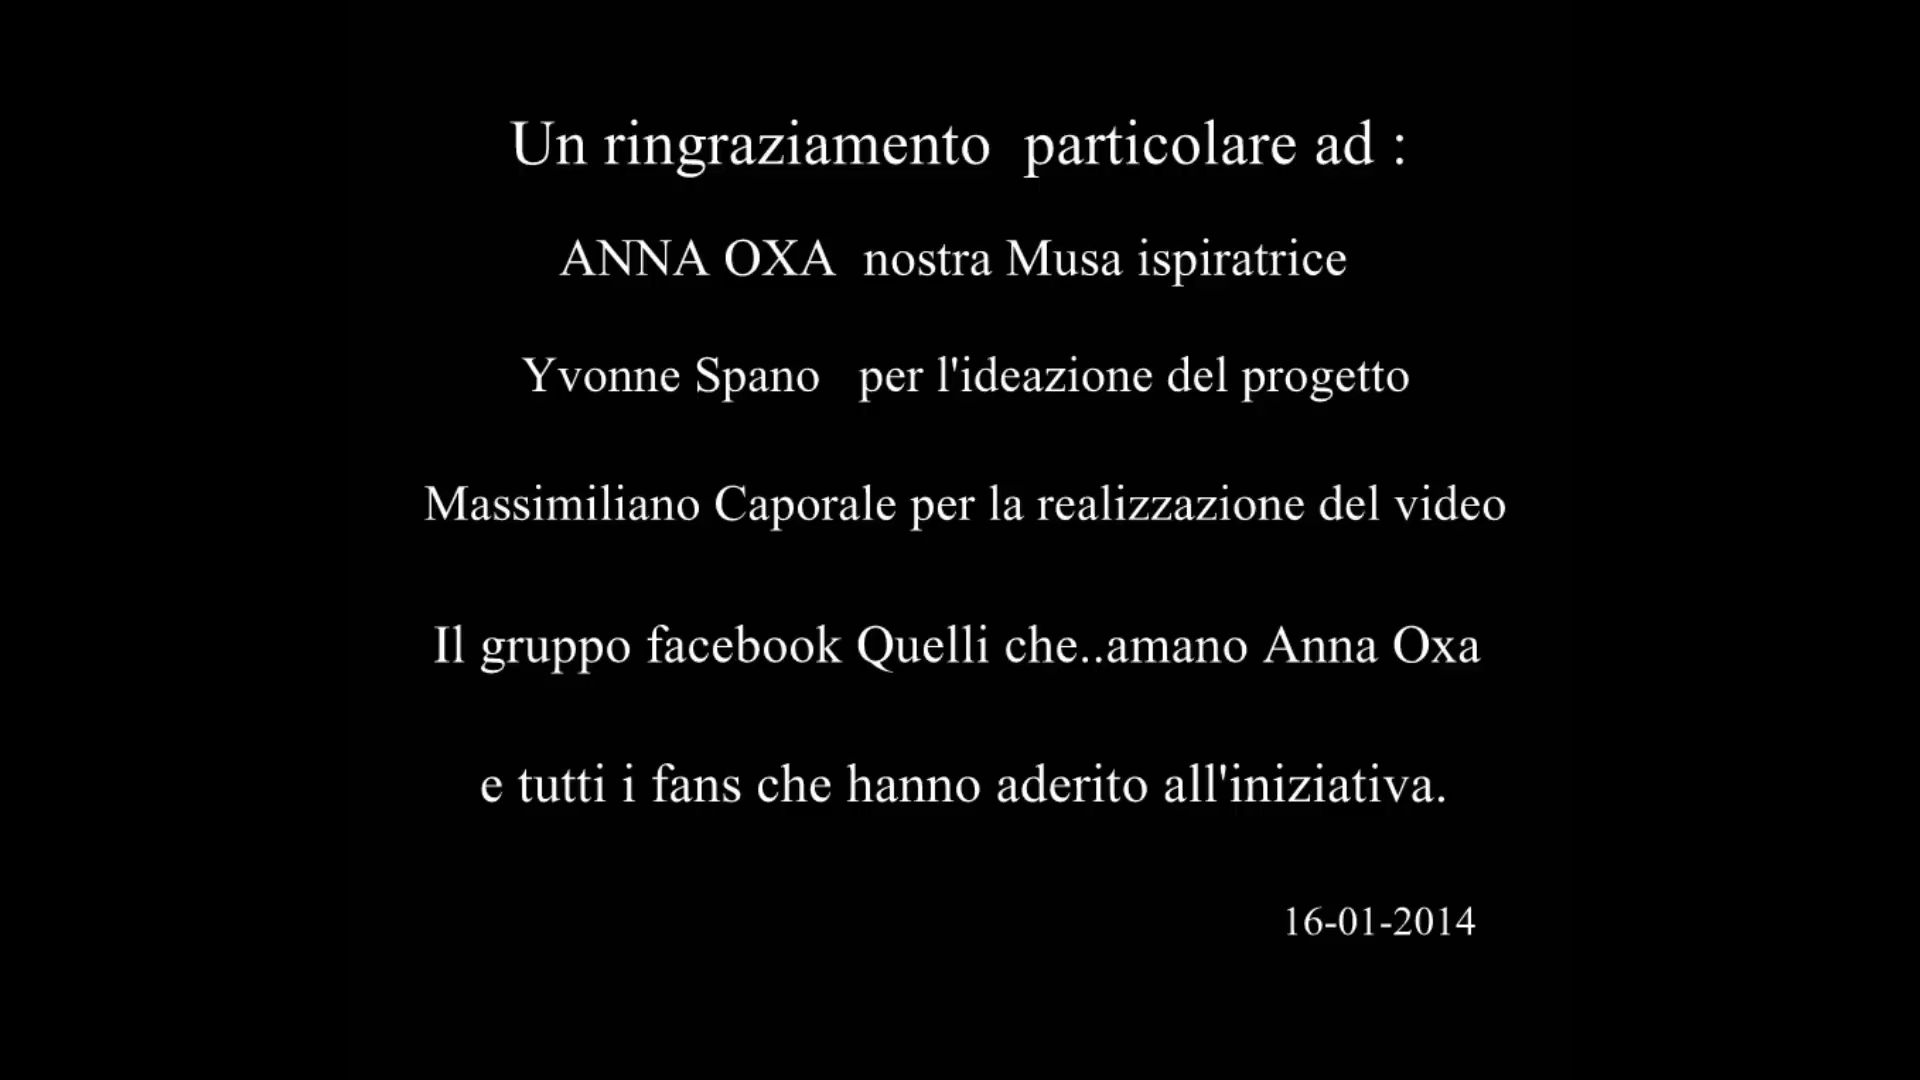 Un ringraziamento  particolare ad :
ANNA OXA  nostra Musa ispiratrice
Yvonne Spano   per l'ideazione del progetto
Massimiliano Caporale per la realizzazione del video
Il gruppo facebook Quelli che..amano Anna Oxa
e tutti i fans che hanno aderito all'iniziativa.
16-01-2014